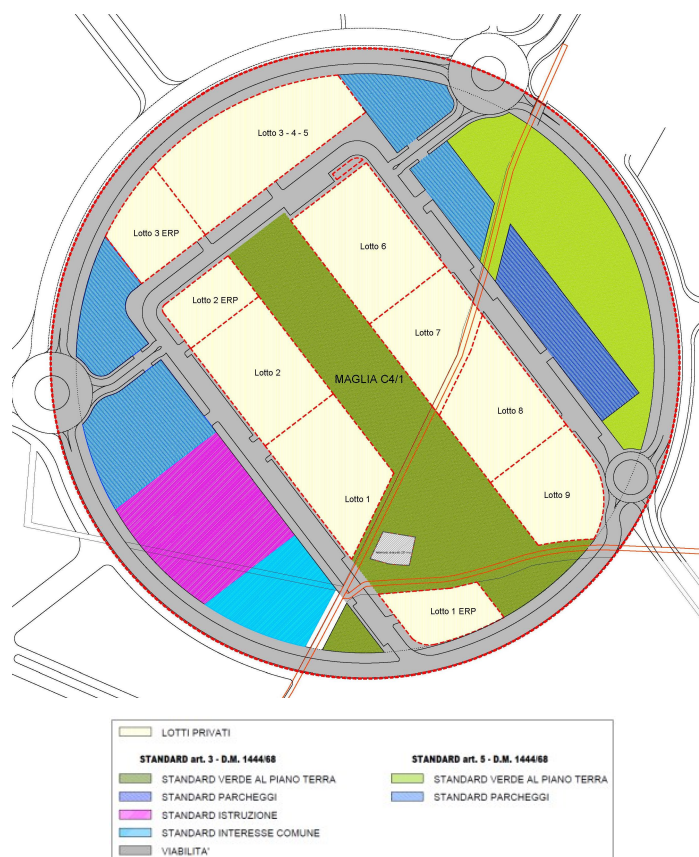 Lotto 3 - 4 - 5
Lotto 3 ERP
Lotto 6
Lotto 2 ERP
Lotto 7
Lotto 2
MAGLIA C4/1
Lotto 8
Lotto 1
Lotto 9
Lotto 1 ERP
LOTTI PRIVATI
STANDARD art. 3 - D.M. 1444/68
STANDARD art. 5 - D.M. 1444/68
STANDARD VERDE AL PIANO TERRA
STANDARD VERDE AL PIANO TERRA
STANDARD PARCHEGGI
STANDARD PARCHEGGI
STANDARD ISTRUZIONE
STANDARD INTERESSE COMUNE
VIABILITA'